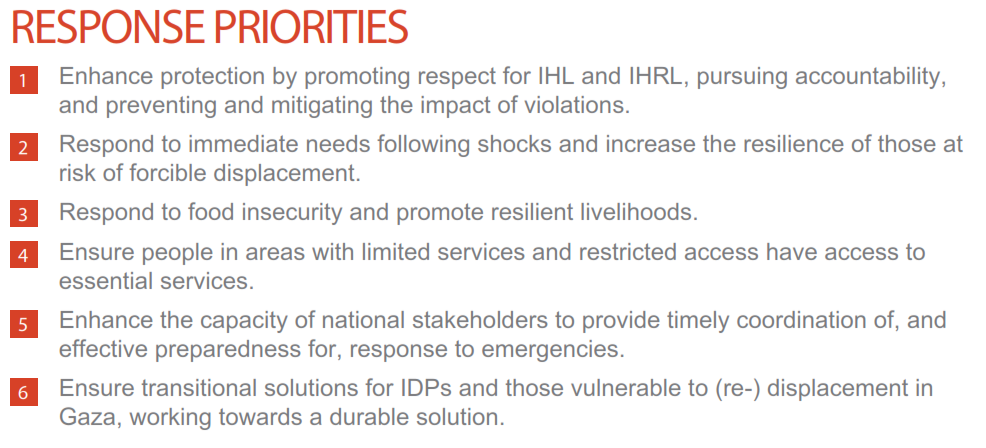 RESPONSE PRIORITIES
1 Enhance protection by promoting respect for IHL and IHRL, pursuing accountability,
and preventing and mitigating the impact of violations.
2 Respond to immediate needs following shocks and increase the resilience of those at
risk of forcible displacement.
3 Respond to food insecurity and promote resilient livelihoods.
4 Ensure people in areas with limited services and restricted access have access to
essential services.
5 Enhance the capacity of national stakeholders to provide timely coordination of, and
effective preparedness for, response to emergencies.
6 Ensure transitional solutions for IDPs and those vulnerable to (re-) displacement in
Gaza, working towards a durable solution.